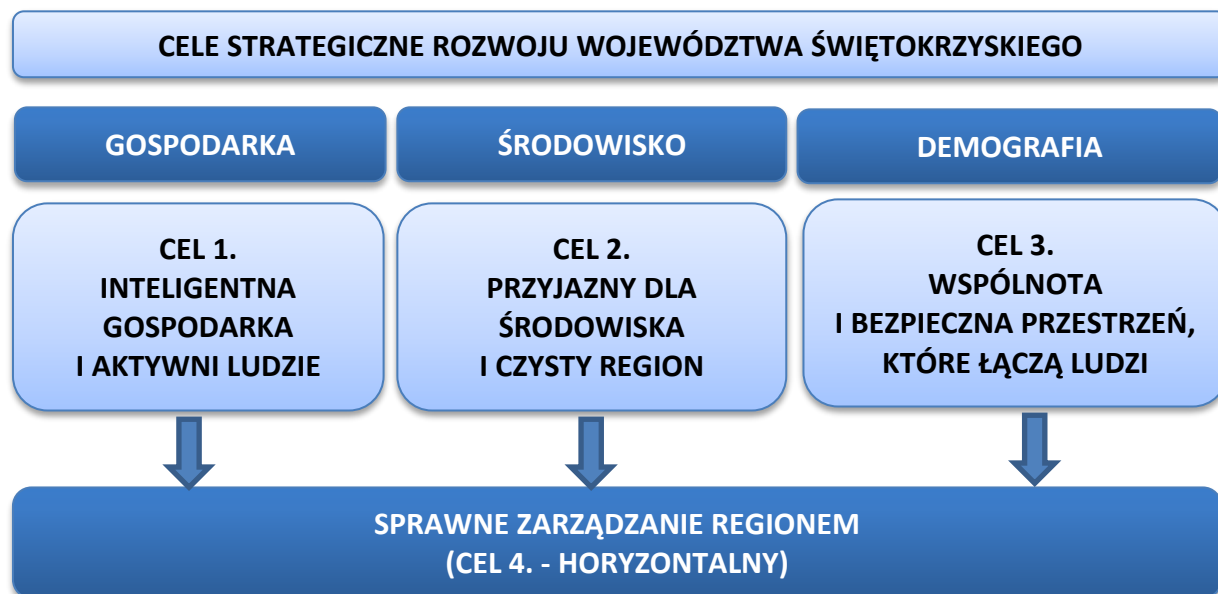 CELE STRATEGICZNE ROZWOJU WOJEWÓDZTWA ŚWIĘTOKRZYSKIEGO
GOSPODARKA
ŚRODOWISKO
DEMOGRAFIA
CEL 1.
INTELIGENTNA
GOSPODARKA
I AKTYWNI LUDZIE
CEL 2.
PRZYJAZNY DLA
ŚRODOWISKA
I CZYSTY REGION
CEL 3.
WSPÓLNOTA
I BEZPIECZNA PRZESTRZEŃ,
KTÓRE ŁĄCZĄ LUDZI
SPRAWNE ZARZĄDZANIE REGIONEM
(CEL 4. - HORYZONTALNY)